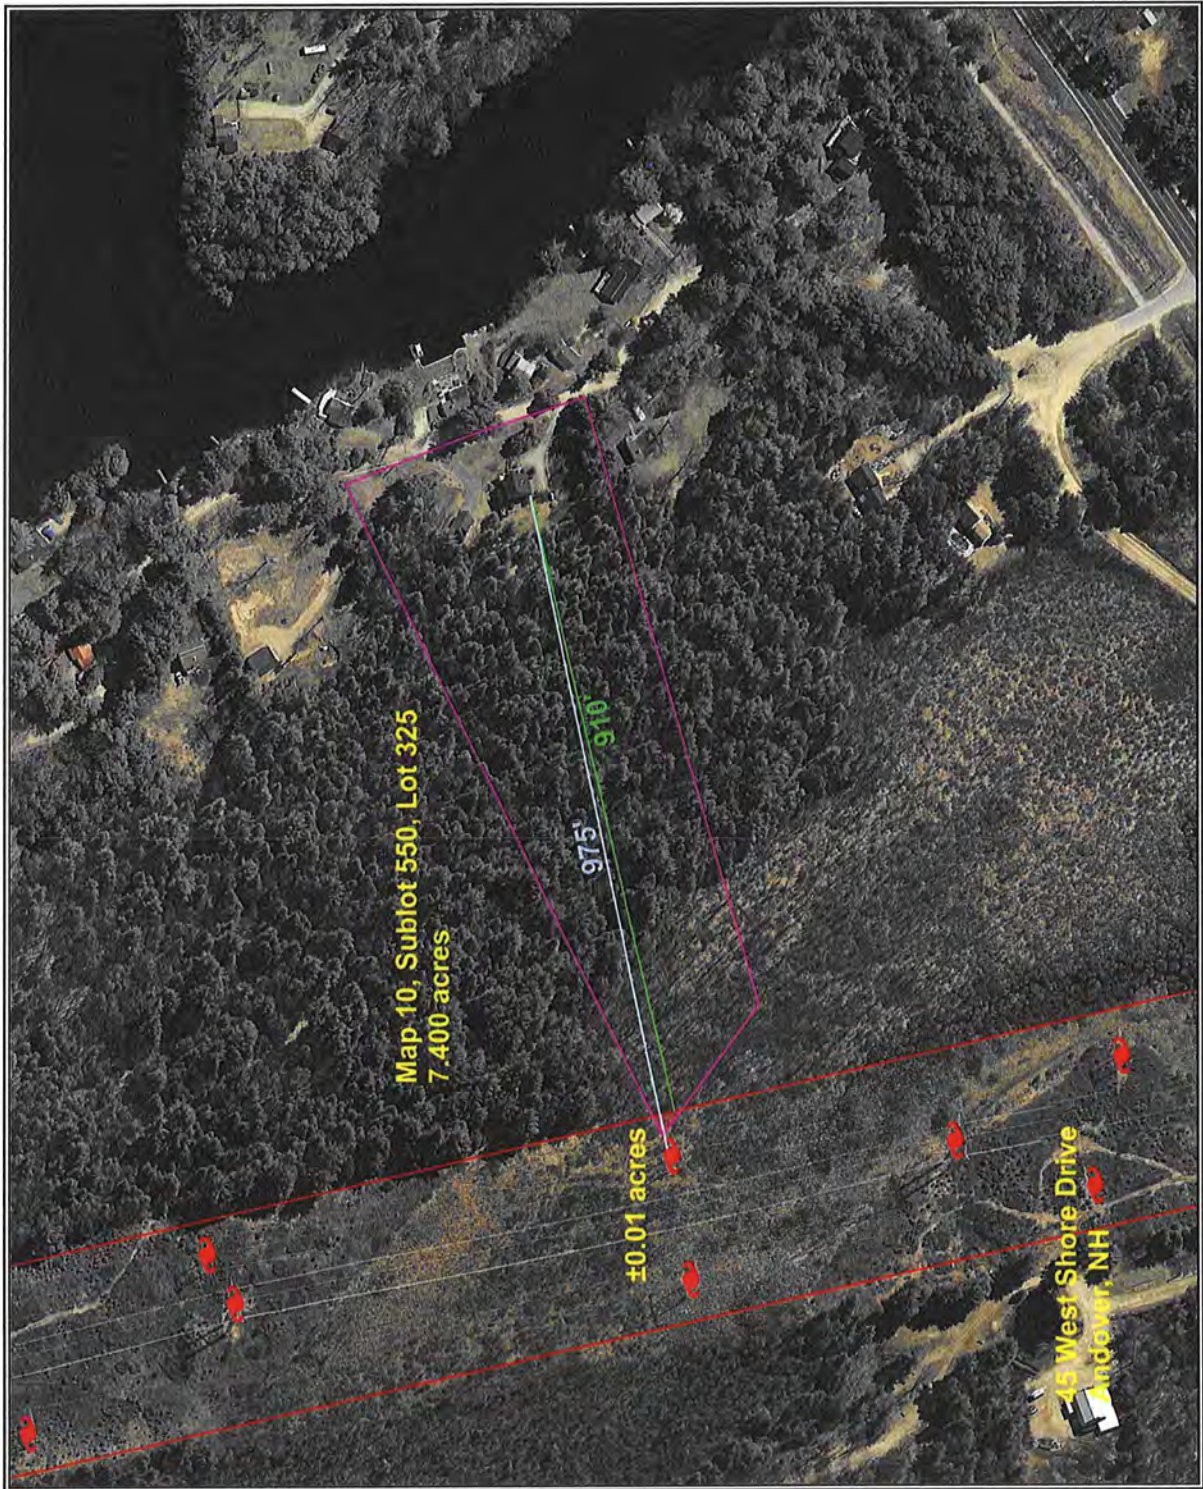 Map 10, Sublot 550, Lot 325
7.400 acres
975'
910'
±0.01 acres
45 West Shore Drive
Andover, NH